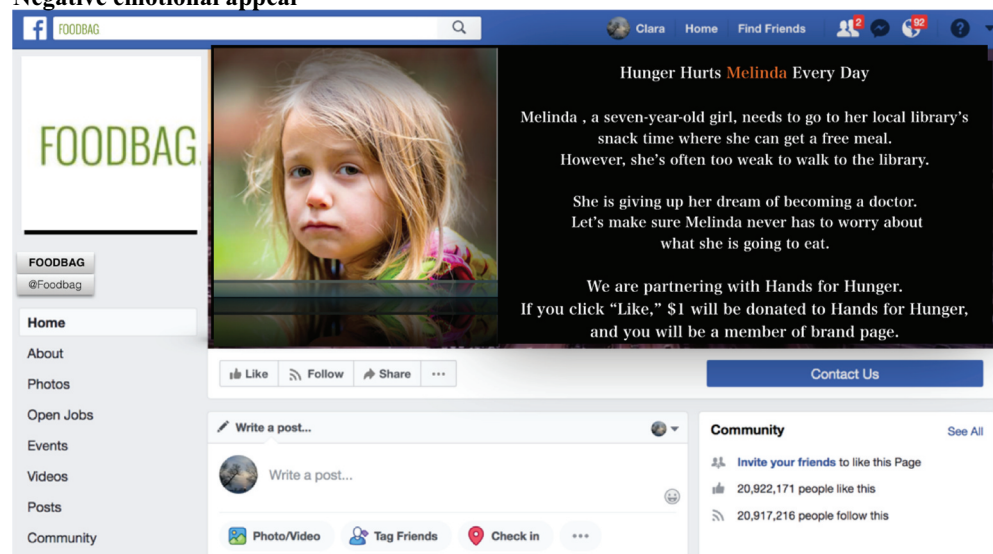 Negative emotional appeal
f FOODBAG Clara Home Find Friends 2 92 ?
FOODBAG
FOODBAG
@Foodbag
Home
About
Photos
Open Jobs
Events
Videos
Posts
Community
Hunger Hurts Melinda Every Day
Melinda , a seven-year-old girl, needs to go to her local library's
snack time where she can get a free meal.
However, she's often too weak to walk to the library.
She is giving up her dream of becoming a doctor.
Let's make sure Melinda never has to worry about
what she is going to eat.
We are partnering with Hands for Hunger.
If you click “Like,” $1 will be donated to Hands for Hunger,
and you will be a member of brand page.
Like Follow Share ...
Contact Us
Write a post...
Write a post...
Photo/Video Tag Friends Check in ...
Community See All
Invite your friends to like this Page
20,922,171 people like this
20,917,216 people follow this